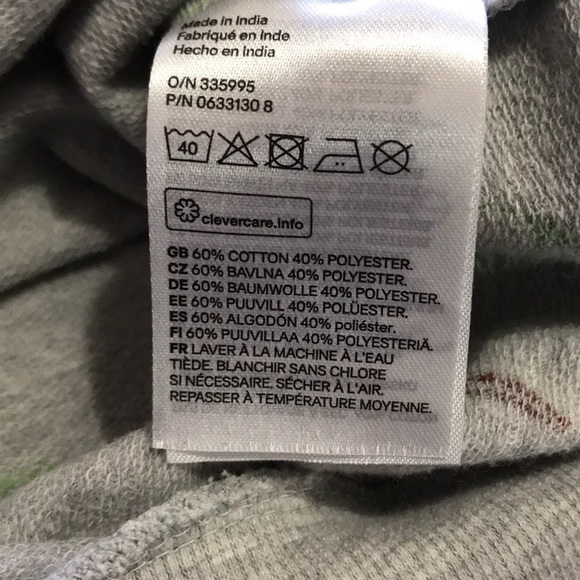 Made in India
Fabriqué en Inde
Hecho en India
O/N 335995
P/N 0633130 8
40
clevercare.info
GB 60% COTTON 40% POLYESTER.
CZ 60% BAVLNA 40% POLYESTER.
DE 60% BAUMWOLLE 40% POLYESTER.
EE 60% PUUVILL 40% POLÜESTER.
ES 60% ALGODÓN 40% poliéster.
FI 60% PUUVILLAA 40% POLYESTERIÄ.
FR LAVER À LA MACHINE À L'EAU
TIÈDE. BLANCHIR SANS CHLORE
SI NÉCESSAIRE. SÉCHER À L'AIR.
REPASSER À TEMPÉRATURE MOYENNE.